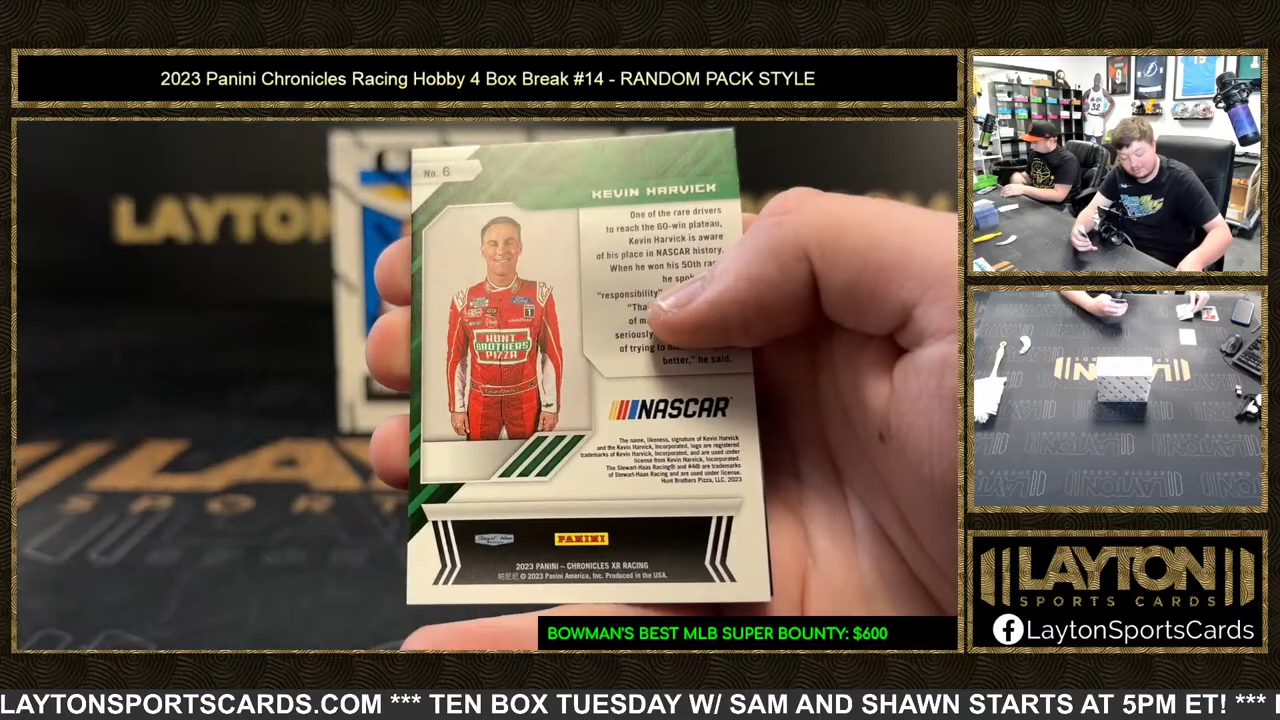 2023 Panini Chronicles Racing Hobby 4 Box Break #14 - RANDOM PACK STYLE
LAYTON
No. 6
KEVIN HARVICK
One of the rare drivers
to reach the 60-win plateau,
Kevin Harvick is aware
of his place in NASCAR history.
When he won his 50th
he
"responsibility"
of
seriously
of trying to
better," he said.
HUNT
BROTHERS
PIZZA
NASCAR
The name, likeness, signature of Kevin Harvick
and the Kevin Harvick, Incorporated, logo are registered
trademarks of Kevin Harvick, Incorporated, and are used under
license from Kevin Harvick, Incorporated.
The Stewart-Haas Racing® and #4® are trademarks
of Stewart-Haas Racing and are used under license.
Hunt Brothers Pizza, LLC. 2023
PANINI
2023 PANINI – CHRONICLES XR RACING
帕尼尼 © 2023 Panini America, Inc. Produced in the USA.
SPORT
BOWMAN'S BEST MLB SUPER BOUNTY: $600
LAYTON
SPORTS CARDS
LaytonSportsCards
LAYTONSPORTSCARDS.COM *** TEN BOX TUESDAY W/ SAM AND SHAWN STARTS AT 5PM ET! ***